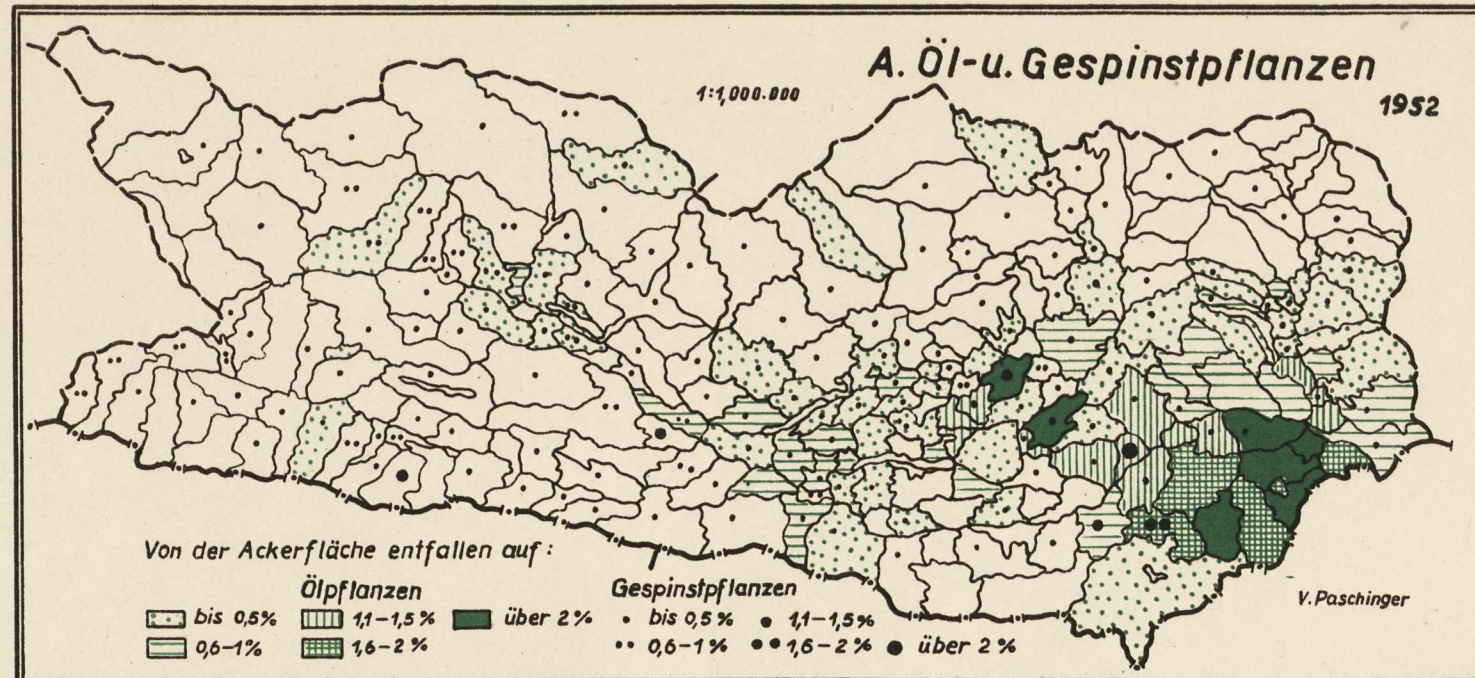 A. Öl-u. Gespinstpflanzen
1:1,000.000
1952
Von der Ackerfläche entfallen auf:
Ölpflanzen
Gespinstpflanzen
V. Paschinger
bis 0,5% 1,1-1,5% über 2% bis 0,5% 1,1-1,5%
0,6-1% 1,6-2% 0,6-1% 1,6-2% über 2%